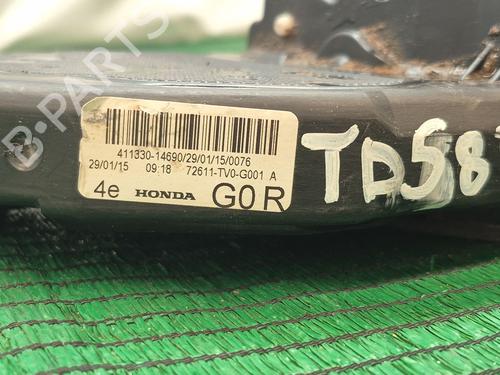 B-PARTS
411330-14690/29/01/15/0076
29/01/15 09:18 72611-TV0-G001 A
4e HONDA G0 R
TD58